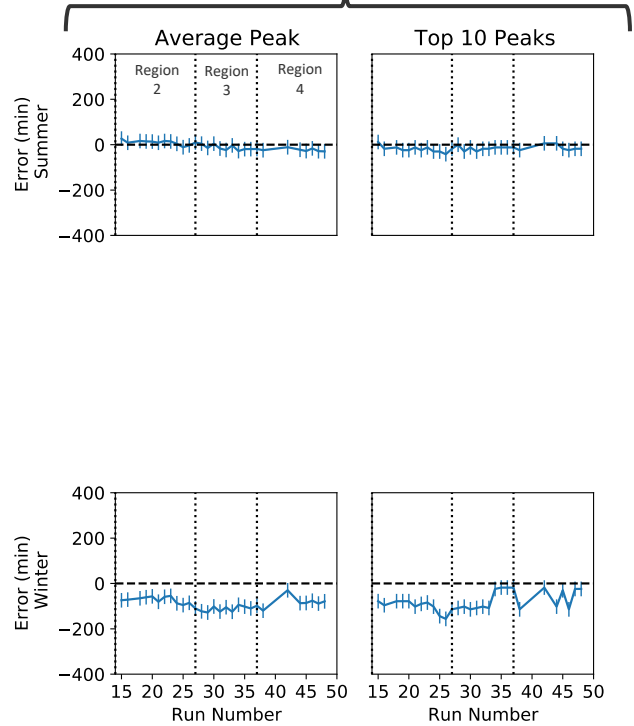 Average Peak
Top 10 Peaks
Error (min)
Summer
400
200
0
−200
−400
Region
2
Region
3
Region
4
Error (min)
Winter
400
200
0
−200
−400
15 20 25 30 35 40 45 50
15 20 25 30 35 40 45 50
Run Number
Run Number